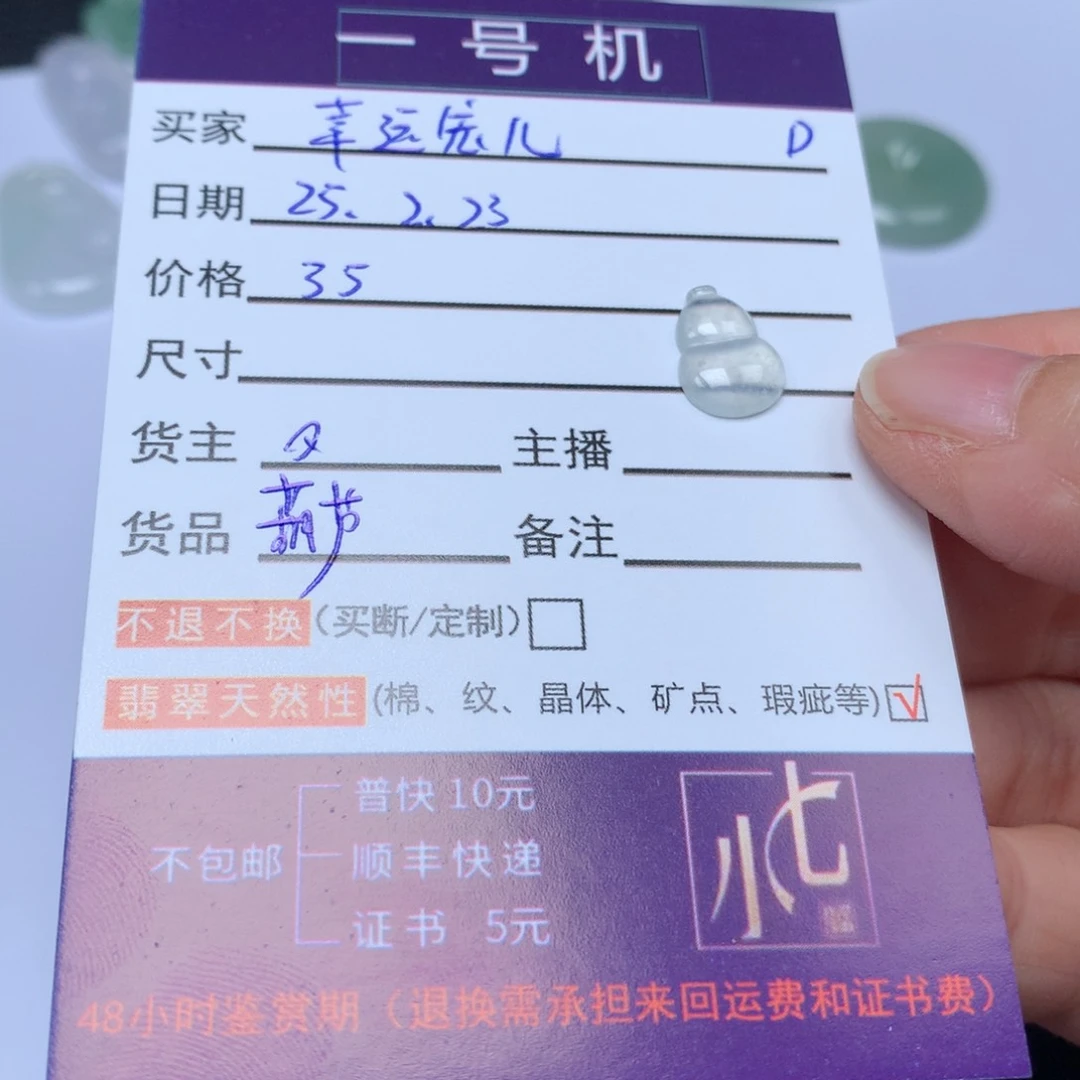 一号机
买家 幸运宠儿 D
日期 25. 2. 23
价格 35
尺寸
货主 又 主播
货品 葫芦 备注
不退不换(买断/定制)
翡翠天然性(棉、纹、晶体、矿点、瑕疵等)√
普快10元
不包邮 顺丰快递
证书 5元
小七
48小时鉴赏期(退换需承担来回运费和证书费)